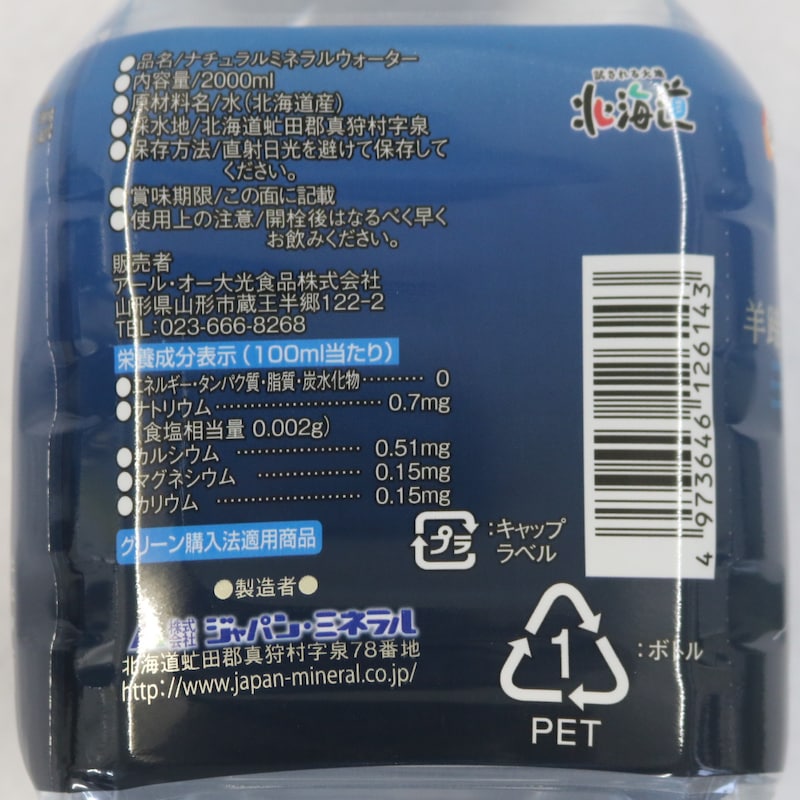 ●品名/ナチュラルミネラルウォーター
●内容量/2000ml
●原材料名/水(北海道産)
●採水地/北海道虻田郡真狩村字泉
●保存方法/直射日光を避けて保存して
ください。
●賞味期限/この面に記載
●使用上の注意/開栓後はなるべく早く
お飲みください。
販売者
アール・オー大光食品株式会社
山形県山形市蔵王半郷122-2
TEL:023-666-8268
栄養成分表示(100ml当たり)
●エネルギー・タンパク質・脂質・炭水化物‥‥‥‥ 0
●ナトリウム‥‥‥‥‥‥‥‥ 0.7mg
(食塩相当量 0.002g)
●カルシウム ‥‥‥‥‥‥ 0.51mg
●マグネシウム ‥‥‥‥‥ 0.15mg
●カリウム ‥‥‥‥‥‥‥ 0.15mg
グリーン購入法適用商品
●製造者●
株式会社 ジャパン・ミネラル
北海道虻田郡真狩村字泉78番地
http://www.japan-mineral.co.jp/
試される大地
北海道
4973646126143
プラ
:キャップ
ラベル
1
PET
:ボトル
羊蹄